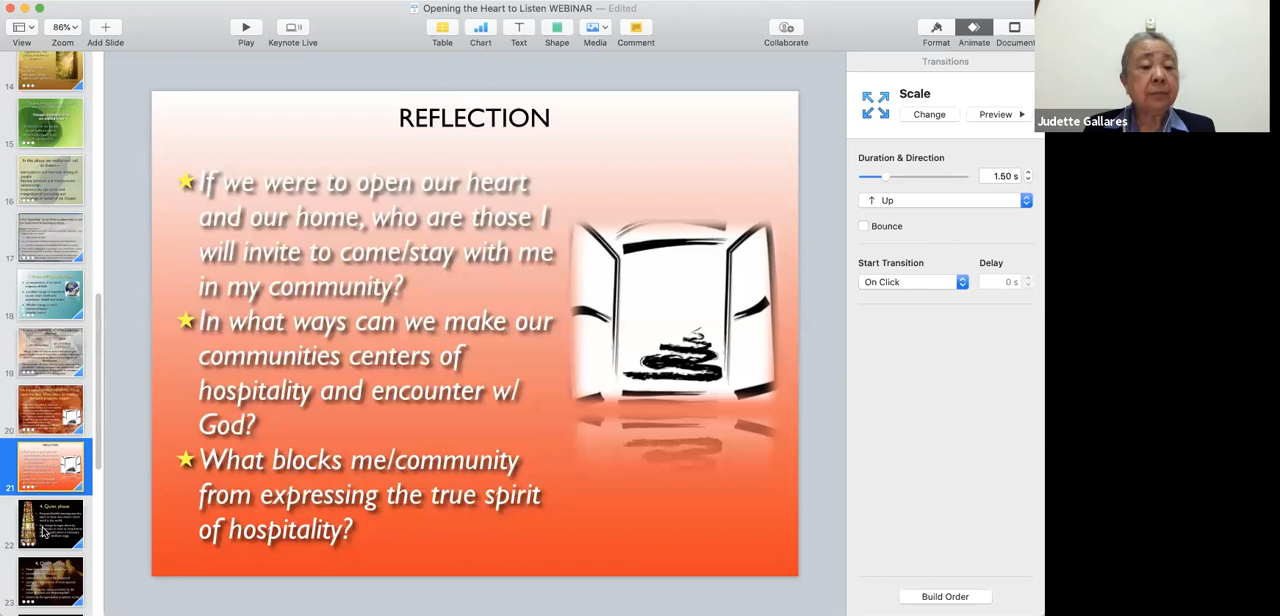 Opening the Heart to Listen WEBINAR — Edited
86%
View
Zoom
Add Slide
Play
Keynote Live
Table
Chart
Text
Shape
Media
Comment
Collaborate
Format
Animate
Document
Transitions
Scale
Change
Preview
Duration & Direction
1.50 s
↑ Up
Bounce
Start Transition
Delay
On Click
0 s
Build Order
Judette Gallares
REFLECTION
If we were to open our heart
and our home, who are those I
will invite to come/stay with me
in my community?
In what ways can we make our
communities centers of
hospitality and encounter w/
God?
What blocks me/community
from expressing the true spirit
of hospitality?
14
15
16
17
18
19
20
REFLECTION
21
4. Quiet phase
22
23